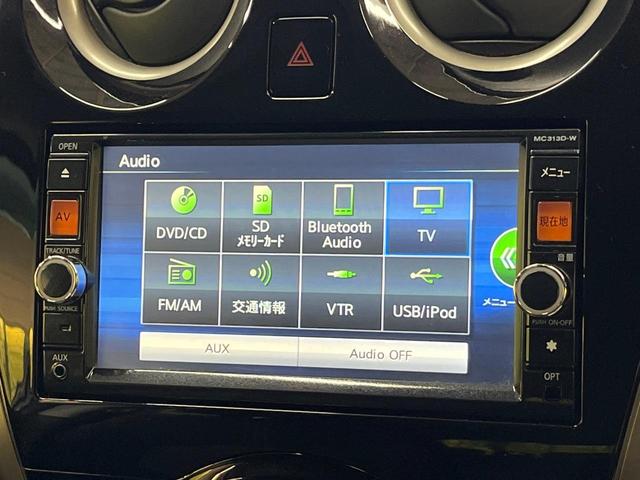 OPEN
MC313D-W
Audio
メニュー
AV
DVD/CD
SD
メモリーカード
Bluetooth
Audio
TV
現在地
TRACK/TUNE
音量
FM/AM
交通情報
VTR
USB/iPod
メニュー
PUSH SOURCE
PUSH ON-OFF
AUX
AUX
Audio OFF
OPT